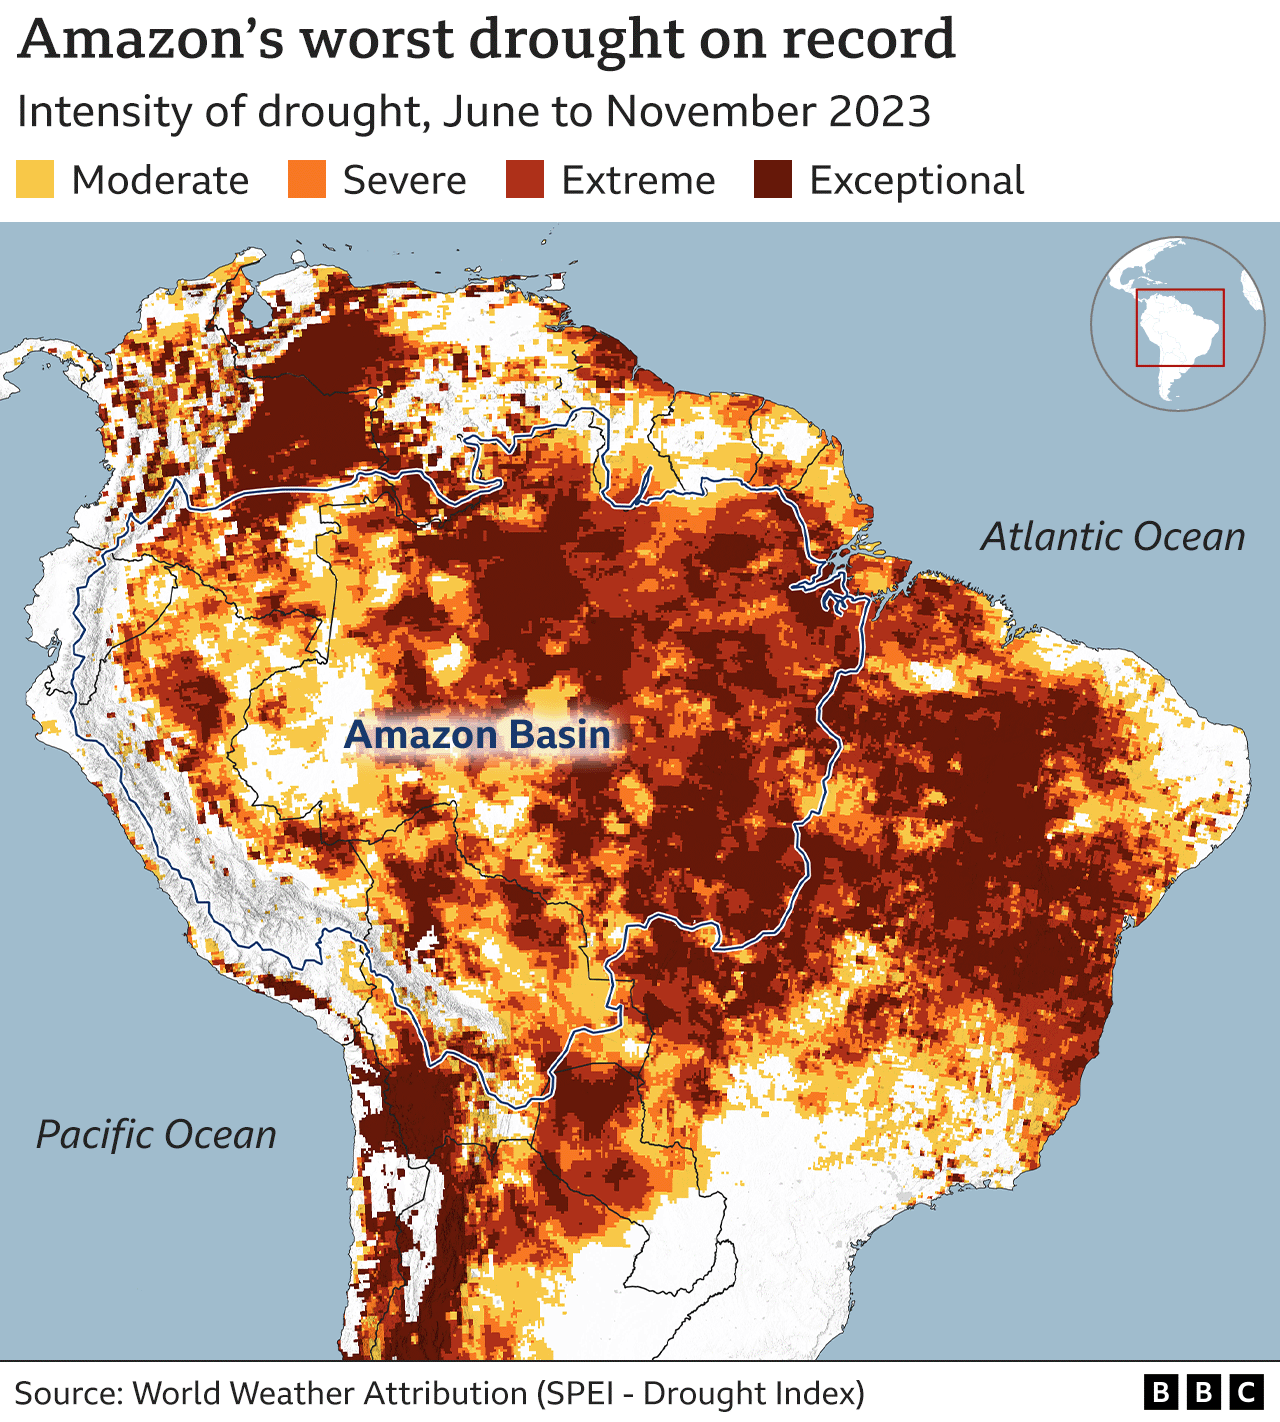 Amazon’s worst drought on record
Intensity of drought, June to November 2023
Moderate Severe Extreme Exceptional
Atlantic Ocean
Amazon Basin
Pacific Ocean
Source: World Weather Attribution (SPEI - Drought Index)
BBC